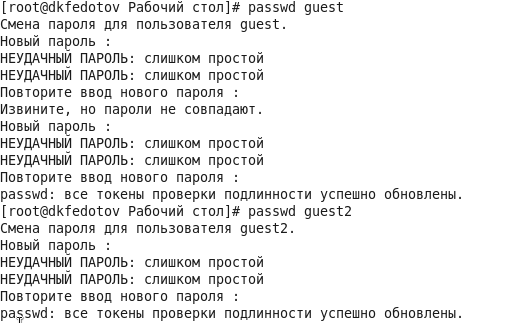 [root@dkfedotov Рабочий стол]# passwd guest
Смена пароля для пользователя guest.
Новый пароль :
НЕУДАЧНЫЙ ПАРОЛЬ: слишком простой
НЕУДАЧНЫЙ ПАРОЛЬ: слишком простой
Повторите ввод нового пароля :
Извините, но пароли не совпадают.
Новый пароль :
НЕУДАЧНЫЙ ПАРОЛЬ: слишком простой
НЕУДАЧНЫЙ ПАРОЛЬ: слишком простой
Повторите ввод нового пароля :
passwd: все токены проверки подлинности успешно обновлены.
[root@dkfedotov Рабочий стол]# passwd guest2
Смена пароля для пользователя guest2.
Новый пароль :
НЕУДАЧНЫЙ ПАРОЛЬ: слишком простой
НЕУДАЧНЫЙ ПАРОЛЬ: слишком простой
Повторите ввод нового пароля :
passwd: все токены проверки подлинности успешно обновлены.